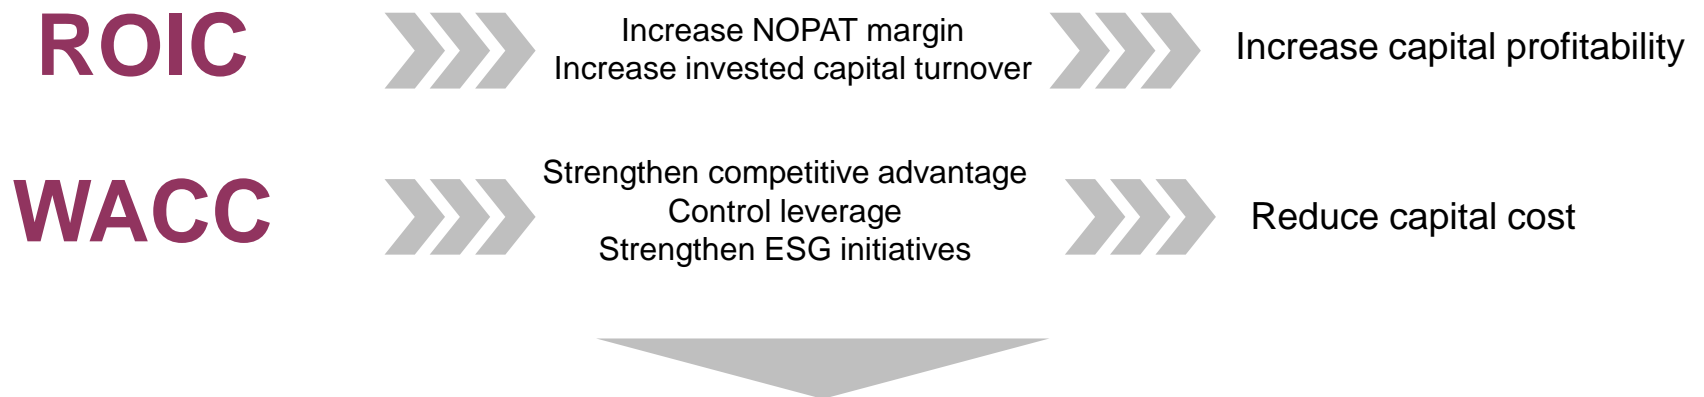 ROIC
Increase NOPAT margin
Increase invested capital turnover
Increase capital profitability
WACC
Strengthen competitive advantage
Control leverage
Strengthen ESG initiatives
Reduce capital cost